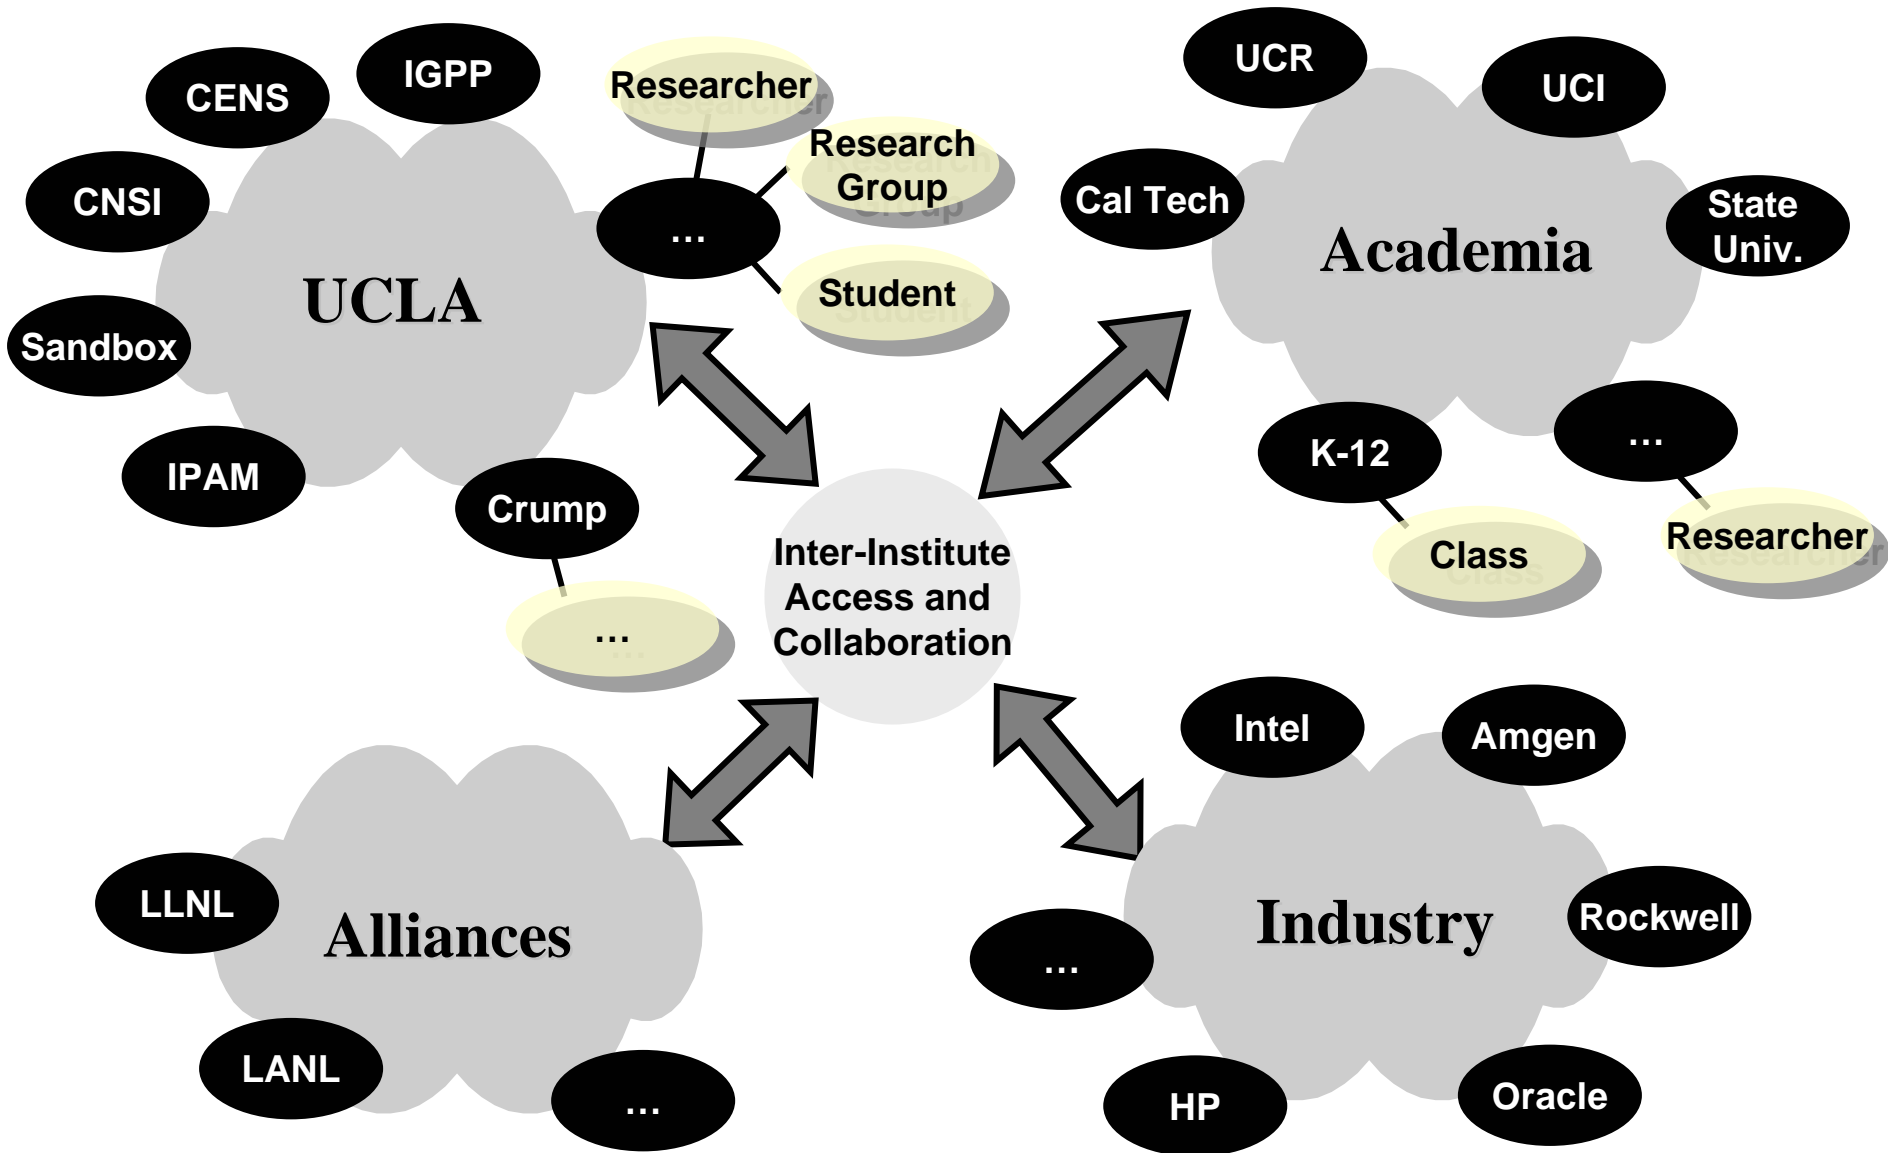 IGPP
CENS
CNSI
Sandbox
IPAM
Crump
…
UCLA
…
Researcher
Research
Group
Student
UCR
UCI
Cal Tech
State
Univ.
Academia
K-12
Class
…
Researcher
Inter-Institute
Access and
Collaboration
LLNL
Alliances
LANL
…
Intel
Amgen
Industry
Rockwell
…
HP
Oracle